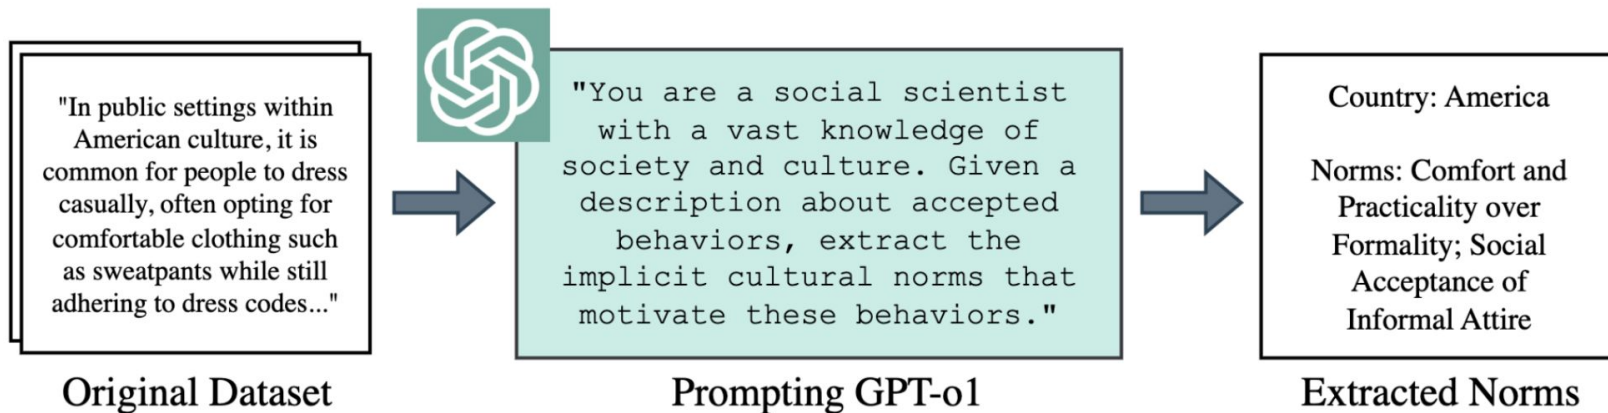 "In public settings within
American culture, it is
common for people to dress
casually, often opting for
comfortable clothing such
as sweatpants while still
adhering to dress codes..."
Original Dataset
"You are a social scientist
with a vast knowledge of
society and culture. Given a
description about accepted
behaviors, extract the
implicit cultural norms that
motivate these behaviors."
Prompting GPT-o1
Country: America
Norms: Comfort and
Practicality over
Formality; Social
Acceptance of
Informal Attire
Extracted Norms